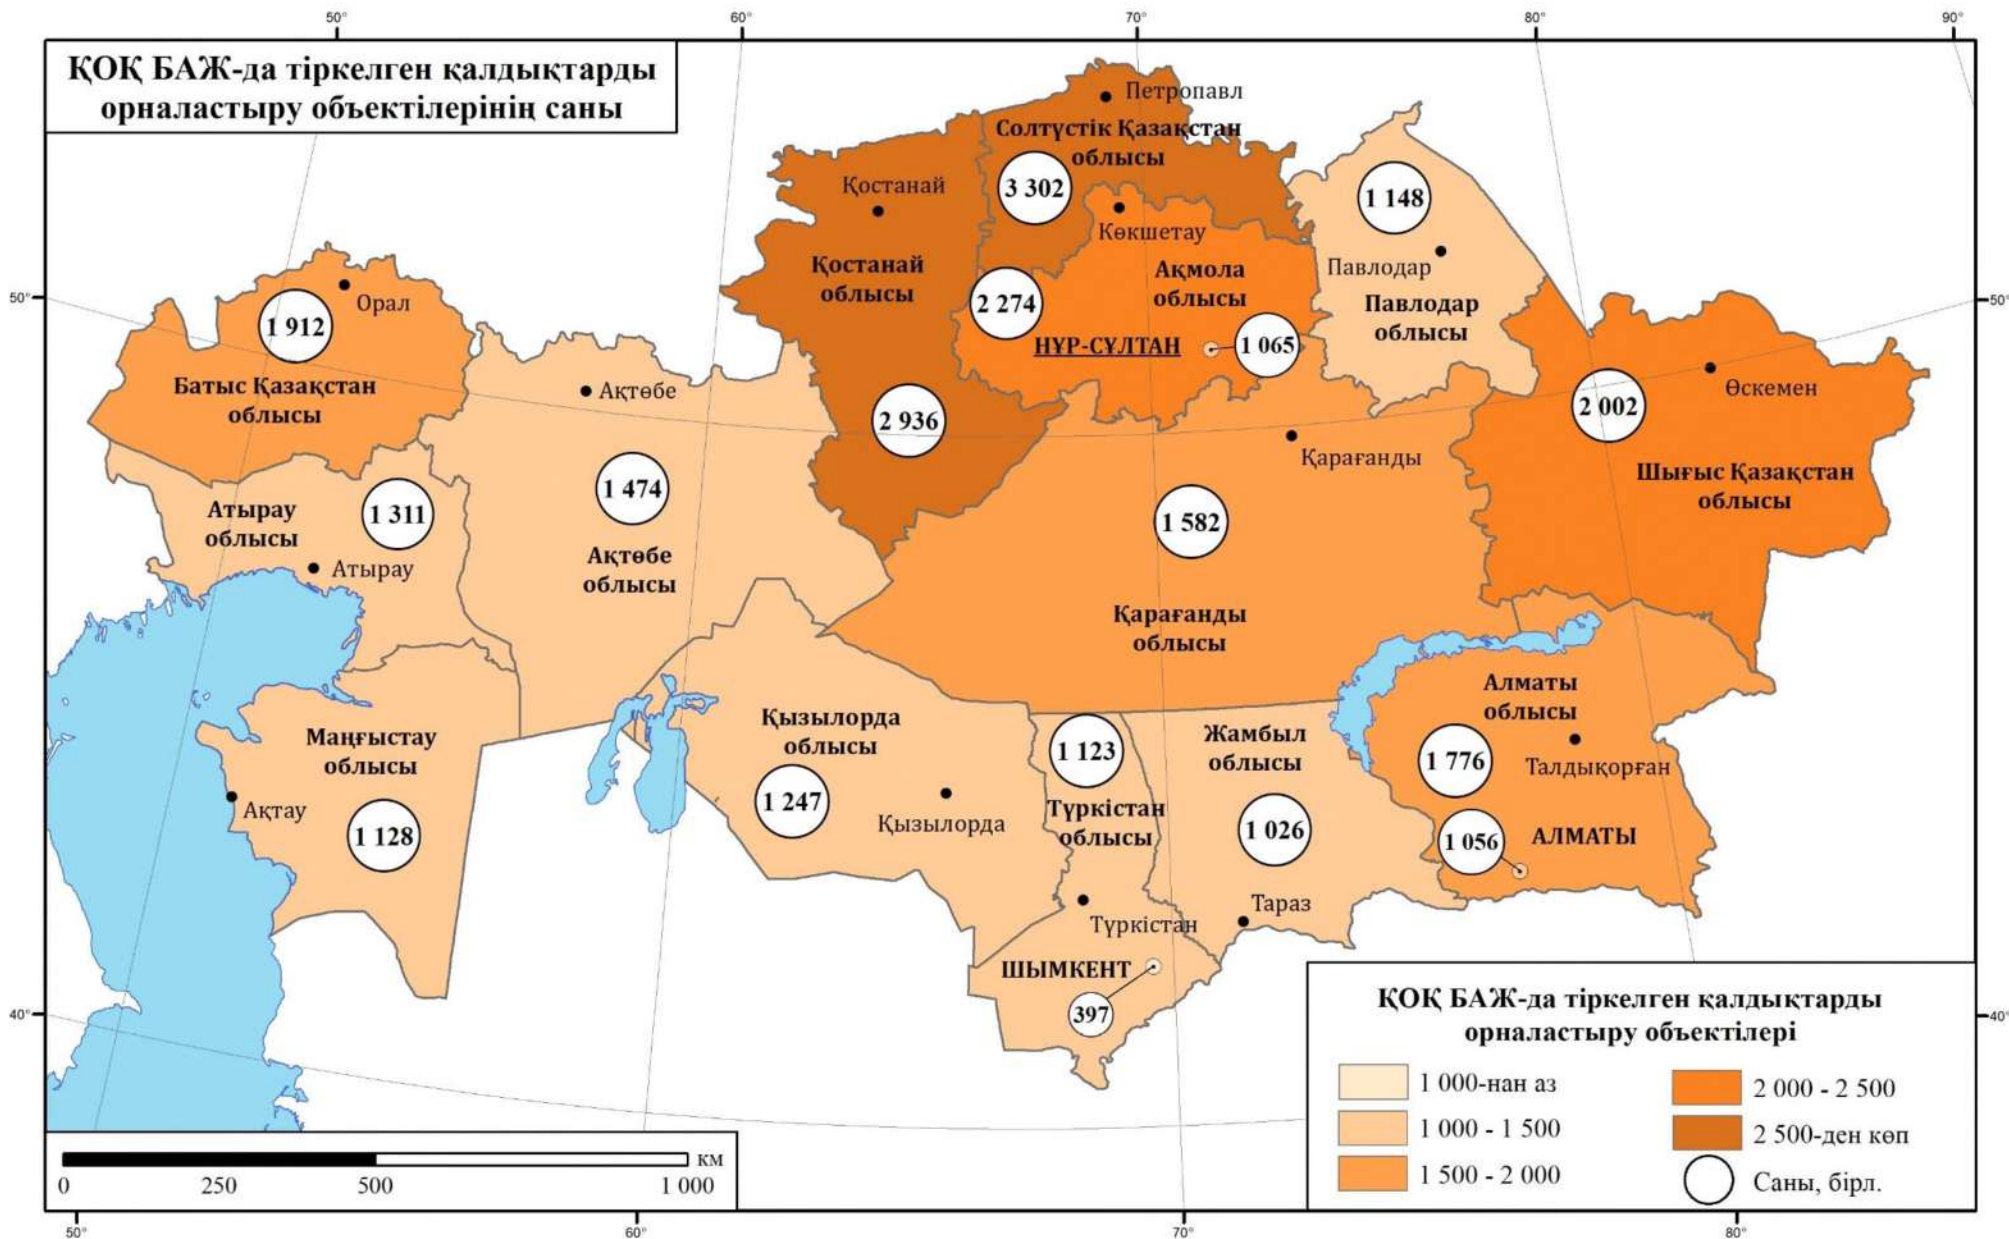 50°
60°
70°
80°
90°
ҚОҚ БАЖ-да тіркелген қалдықтарды
орналастыру объектілерінің саны
Петропавл
Солтүстік Қазақстан
облысы
3 302
Қостанай
Қостанай
облысы
2 936
Көкшетау
Ақмола
облысы
2 274
НҰР-СҰЛТАН
1 065
1 148
Павлодар
Павлодар
облысы
50°
50°
Орал
1 912
Батыс Қазақстан
облысы
Ақтөбе
1 474
Ақтөбе
облысы
Атырау
облысы
1 311
Атырау
Қарағанды
1 582
Қарағанды
облысы
2 002
Өскемен
Шығыс Қазақстан
облысы
Маңғыстау
облысы
Ақтау
1 128
Қызылорда
облысы
1 247
Қызылорда
1 123
Түркістан
облысы
Түркістан
ШЫМКЕНТ
397
Жамбыл
облысы
1 026
Тараз
Алматы
облысы
1 776
Талдықорған
1 056
АЛМАТЫ
40°
40°
ҚОҚ БАЖ-да тіркелген қалдықтарды
орналастыру объектілері
1 000-нан аз
1 000 - 1 500
1 500 - 2 000
2 000 - 2 500
2 500-ден көп
Саны, бірл.
км
0 250 500 1 000
50°
60°
70°
80°